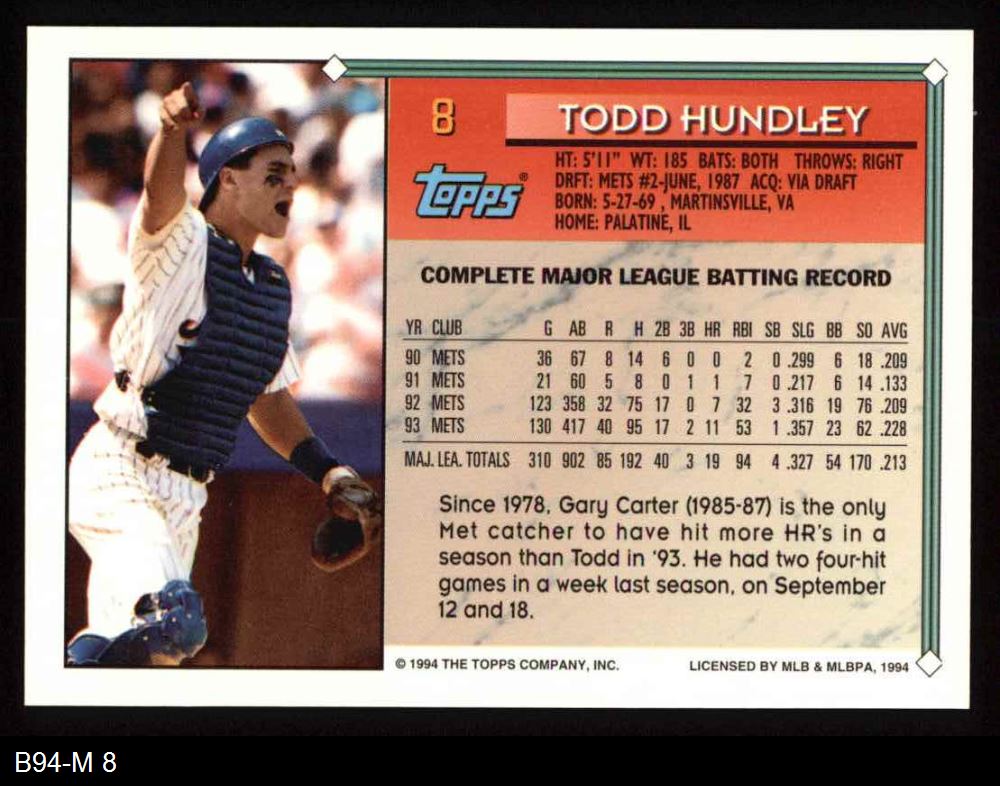 8
TODD HUNDLEY
topps®
HT: 5'11" WT: 185 BATS: BOTH THROWS: RIGHT
DRFT: METS #2-JUNE, 1987 ACQ: VIA DRAFT
BORN: 5-27-69 , MARTINSVILLE, VA
HOME: PALATINE, IL
COMPLETE MAJOR LEAGUE BATTING RECORD
YR CLUB G AB R H 2B 3B HR RBI SB SLG BB SO AVG
90 METS 36 67 8 14 6 0 0 2 0 .299 6 18 .209
91 METS 21 60 5 8 0 1 1 7 0 .217 6 14 .133
92 METS 123 358 32 75 17 0 7 32 3 .316 19 76 .209
93 METS 130 417 40 95 17 2 11 53 1 .357 23 62 .228
MAJ. LEA. TOTALS 310 902 85 192 40 3 19 94 4 .327 54 170 .213
Since 1978, Gary Carter (1985-87) is the only
Met catcher to have hit more HR's in a
season than Todd in '93. He had two four-hit
games in a week last season, on September
12 and 18.
© 1994 THE TOPPS COMPANY, INC. LICENSED BY MLB & MLBPA, 1994
B94-M 8